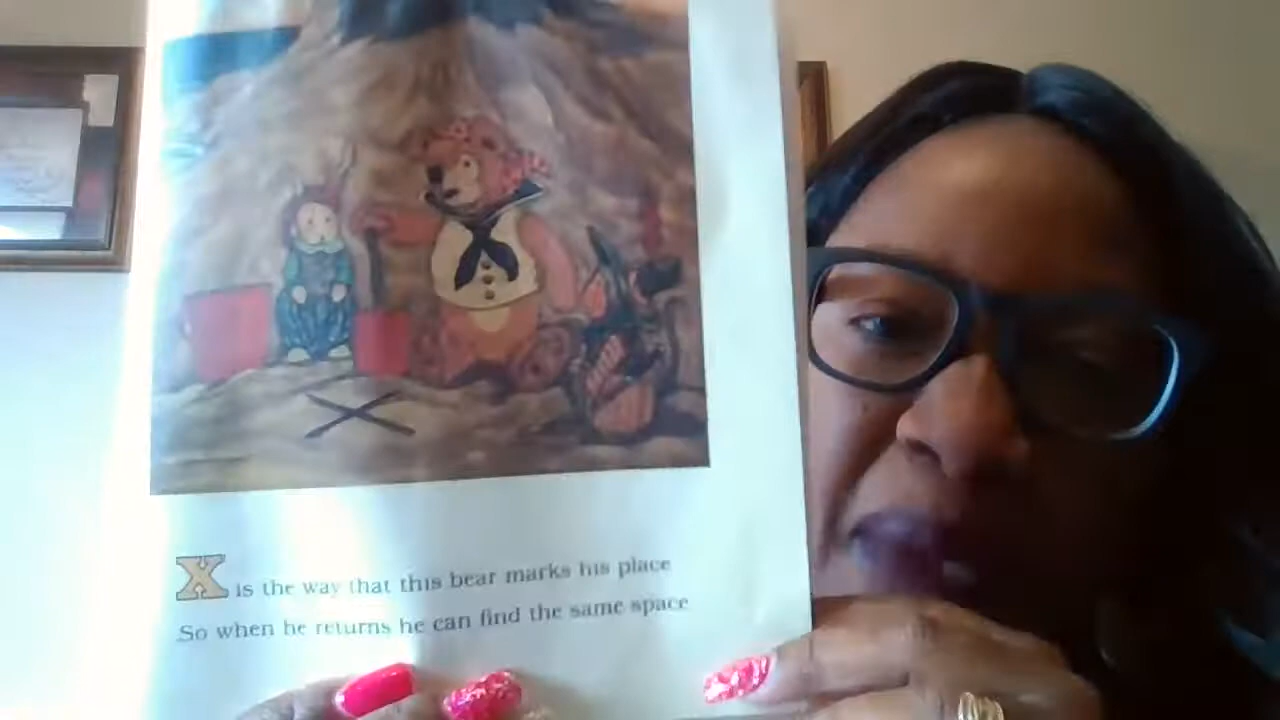 X is the way that this bear marks his place
So when he returns he can find the same space